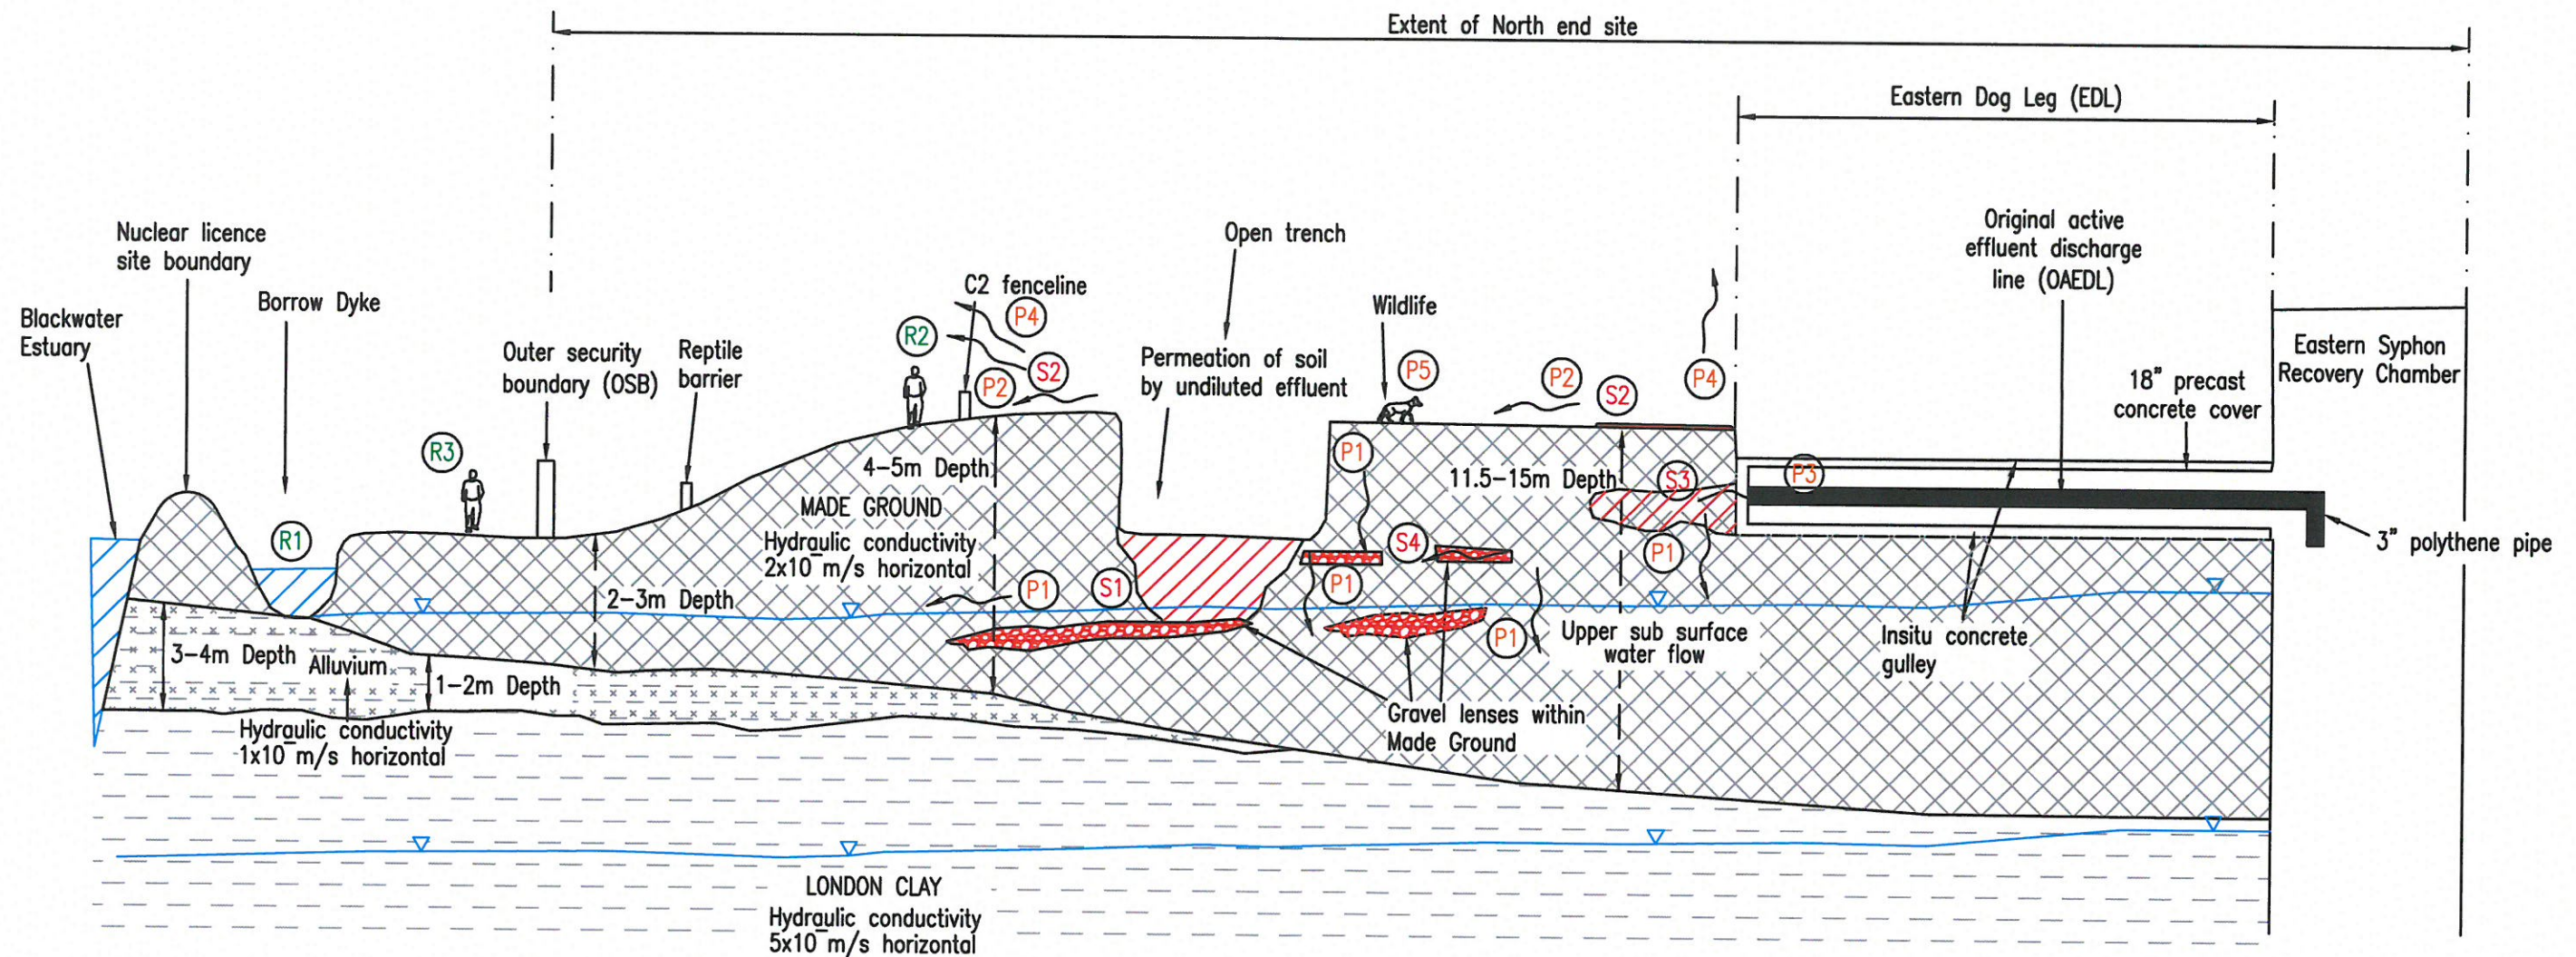 Extent of North end site
Eastern Dog Leg (EDL)
Nuclear licence
site boundary
Borrow Dyke
Blackwater
Estuary
Outer security
boundary (OSB)
Reptile
barrier
C2 fenceline
Open trench
Permeation of soil
by undiluted effluent
Wildlife
Original active
effluent discharge
line (OAEDL)
18" precast
concrete cover
Eastern Syphon
Recovery Chamber
3" polythene pipe
R3
R1
R2
P4
S2
P2
P5
P2
S2
P4
P1
S3
P3
4-5m Depth
11.5-15m Depth
MADE GROUND
Hydraulic conductivity
2x10⁻m/s horizontal
S4
P1
P1
S1
P1
P1
2-3m Depth
Upper sub surface
water flow
Insitu concrete
gulley
3-4m Depth
Alluvium
1-2m Depth
Hydraulic conductivity
1x10⁻m/s horizontal
Gravel lenses within
Made Ground
LONDON CLAY
Hydraulic conductivity
5x10⁻m/s horizontal